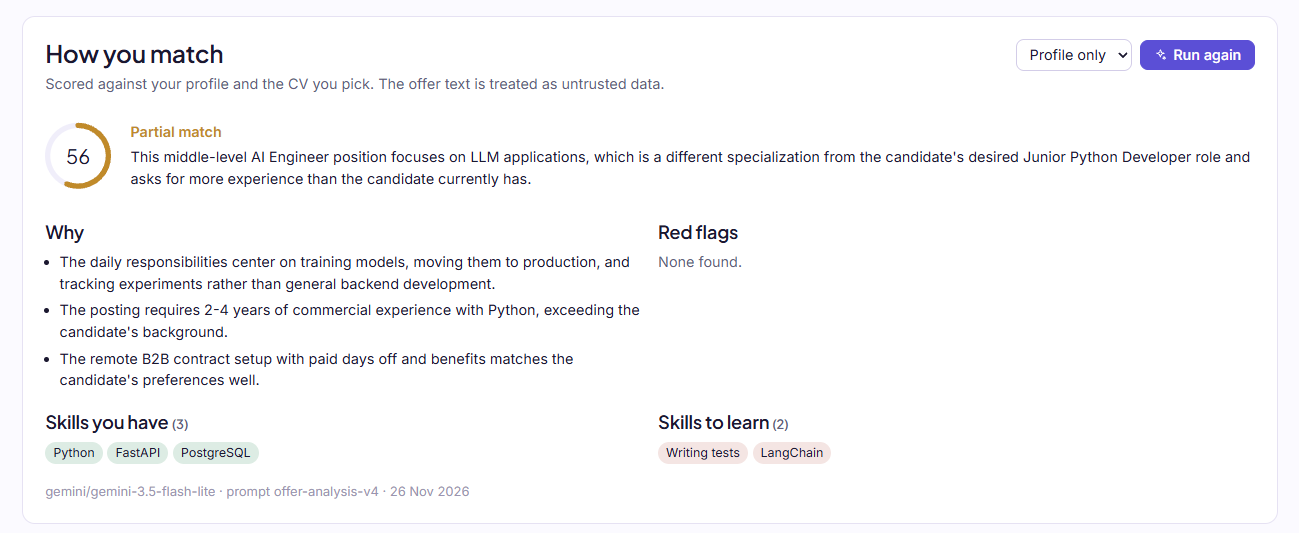 How you match
Profile only
Run again
Scored against your profile and the CV you pick. The offer text is treated as untrusted data.
56
Partial match
This middle-level AI Engineer position focuses on LLM applications, which is a different specialization from the candidate's desired Junior Python Developer role and
asks for more experience than the candidate currently has.
Why
• The daily responsibilities center on training models, moving them to production, and
tracking experiments rather than general backend development.
• The posting requires 2-4 years of commercial experience with Python, exceeding the
candidate's background.
• The remote B2B contract setup with paid days off and benefits matches the
candidate's preferences well.
Red flags
None found.
Skills you have (3)
Python FastAPI PostgreSQL
Skills to learn (2)
Writing tests LangChain
gemini/gemini-3.5-flash-lite · prompt offer-analysis-v4 · 26 Nov 2026